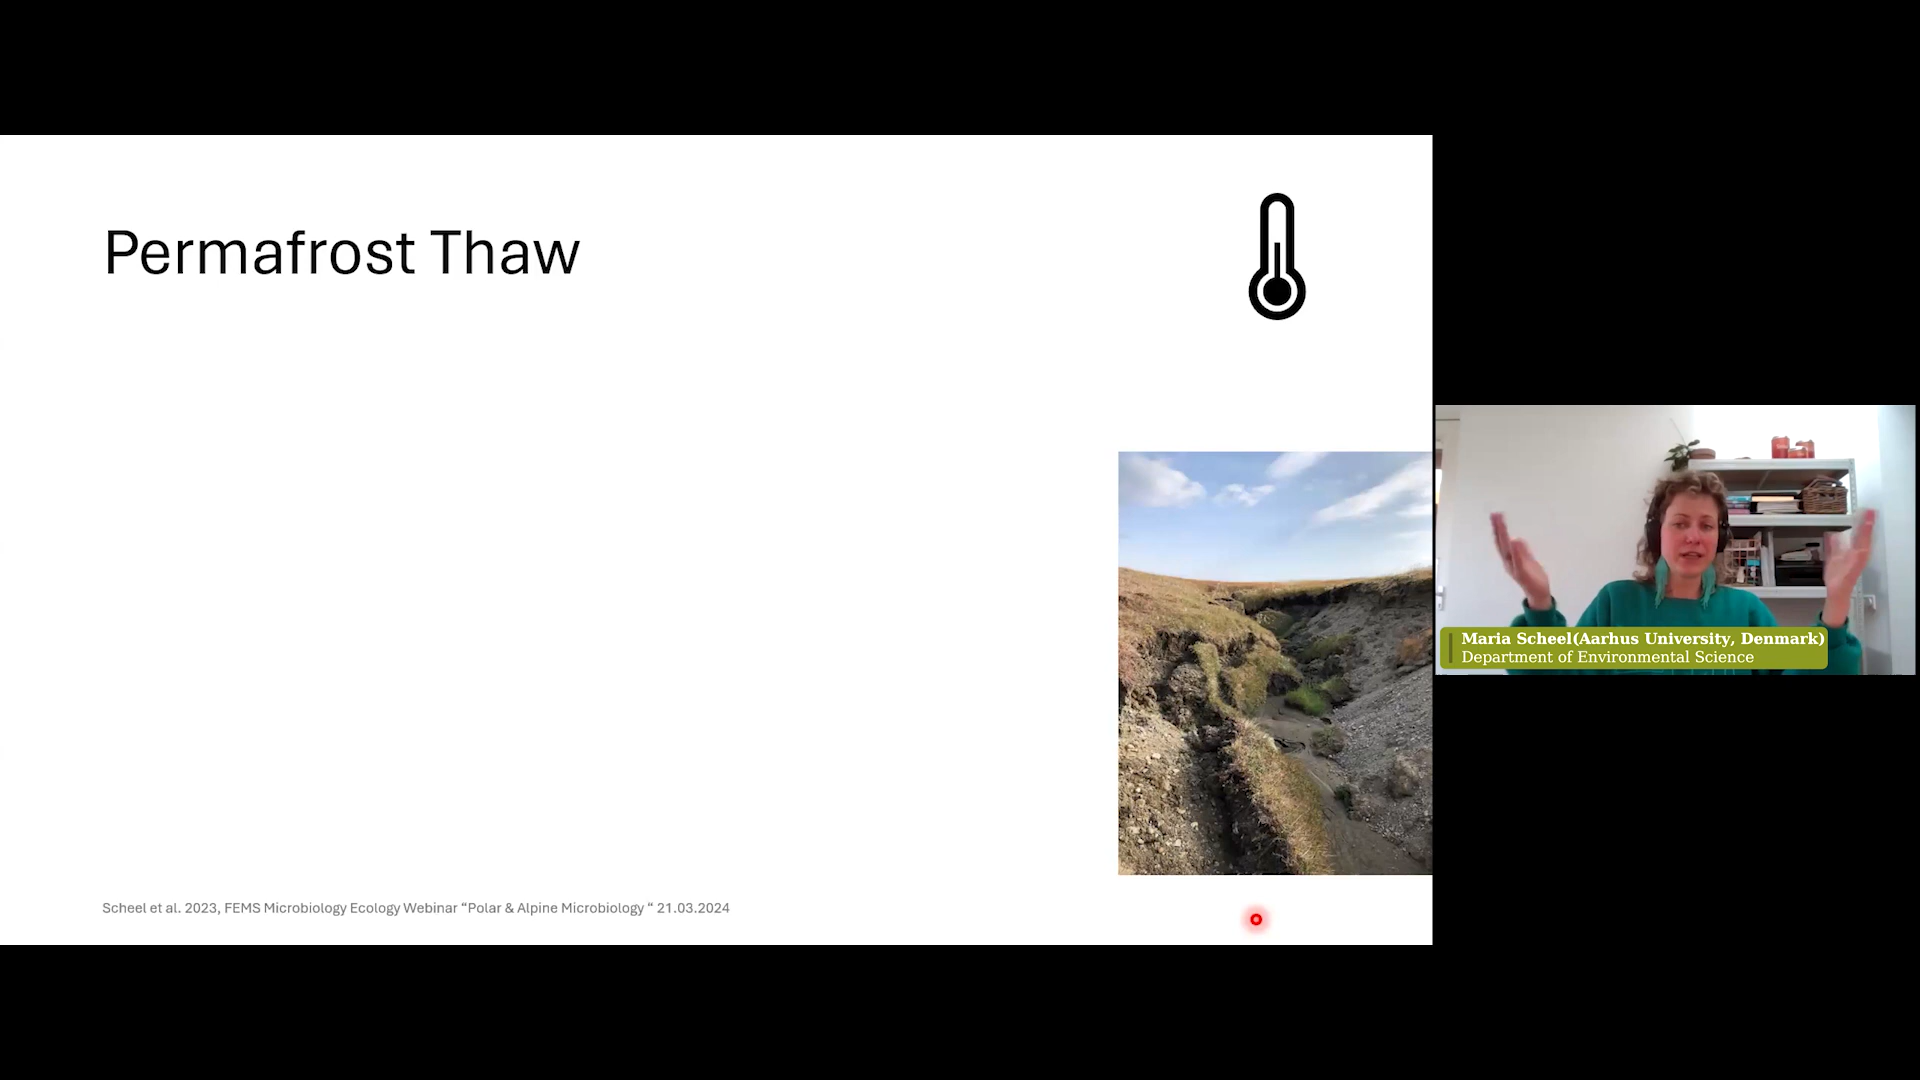 Permafrost Thaw
Scheel et al. 2023, FEMS Microbiology Ecology Webinar “Polar & Alpine Microbiology “ 21.03.2024
Maria Scheel(Aarhus University, Denmark)
Department of Environmental Science